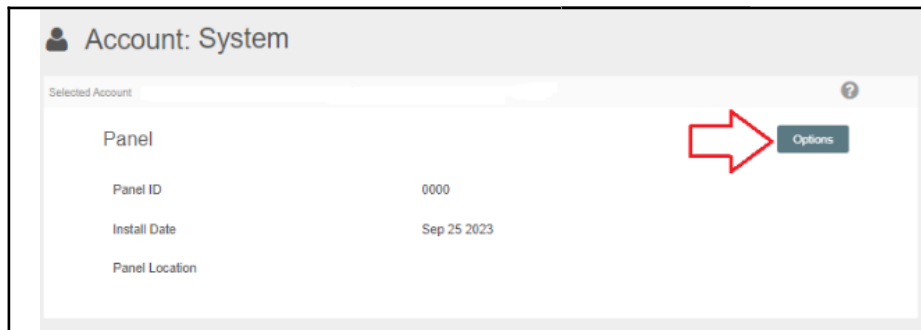 Account: System
Selected Account
Panel
Options
Panel ID 0000
Install Date Sep 25 2023
Panel Location